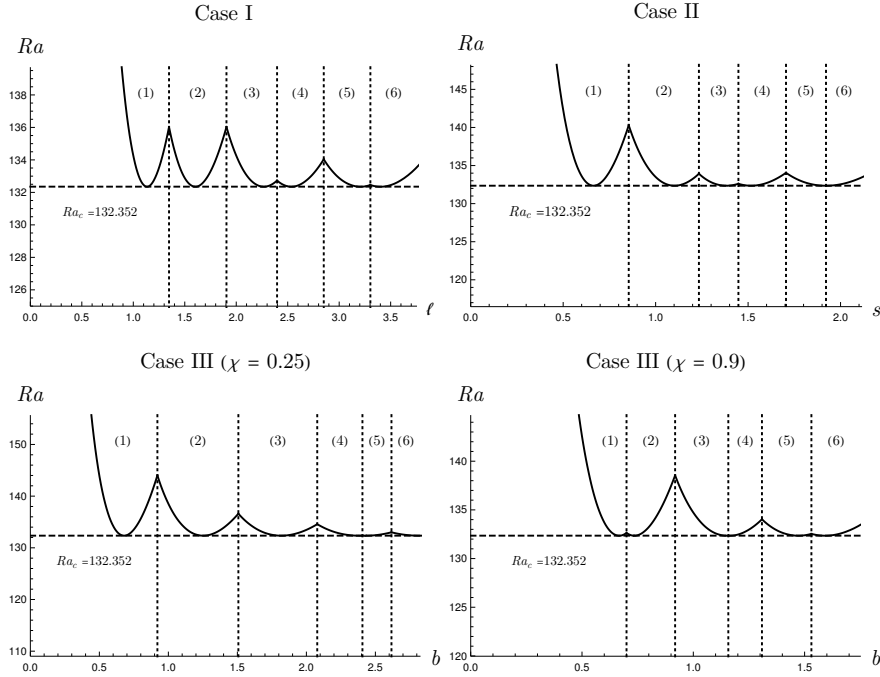 Case I
Ra
138
136
134
132
130
128
126
(1) (2) (3) (4) (5) (6)
Ra_c =132.352
0.0 0.5 1.0 1.5 2.0 2.5 3.0 3.5
ℓ
Case II
Ra
145
140
135
130
125
120
(1) (2) (3) (4) (5) (6)
Ra_c =132.352
0.0 0.5 1.0 1.5 2.0
s
Case III (χ = 0.25)
Ra
150
140
130
120
110
(1) (2) (3) (4) (5) (6)
Ra_c =132.352
0.0 0.5 1.0 1.5 2.0 2.5
b
Case III (χ = 0.9)
Ra
140
135
130
125
120
(1) (2) (3) (4) (5) (6)
Ra_c =132.352
0.0 0.5 1.0 1.5
b